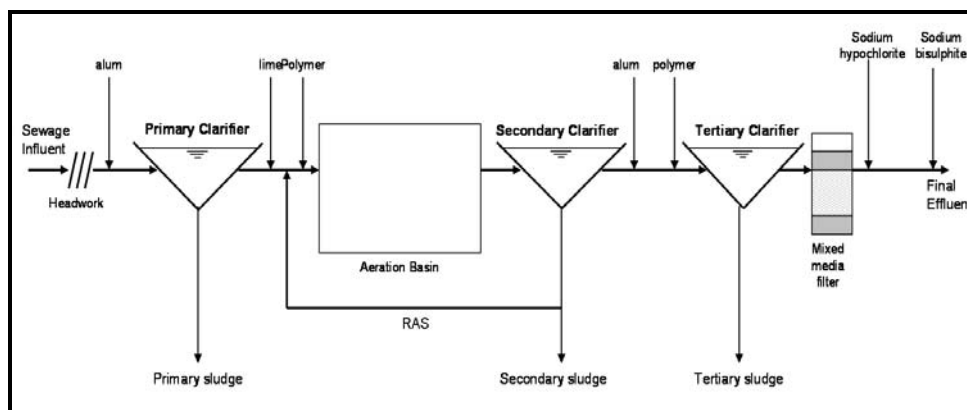 Sodium
hypochlorite
Sodium
bisulphite
alum
lime
Polymer
alum
polymer
Sewage
Influent
Primary Clarifier
Secondary Clarifier
Tertiary Clarifier
Headwork
Final
Effluen
Aeration Basin
Mixed
media
filter
RAS
Primary sludge
Secondary sludge
Tertiary sludge